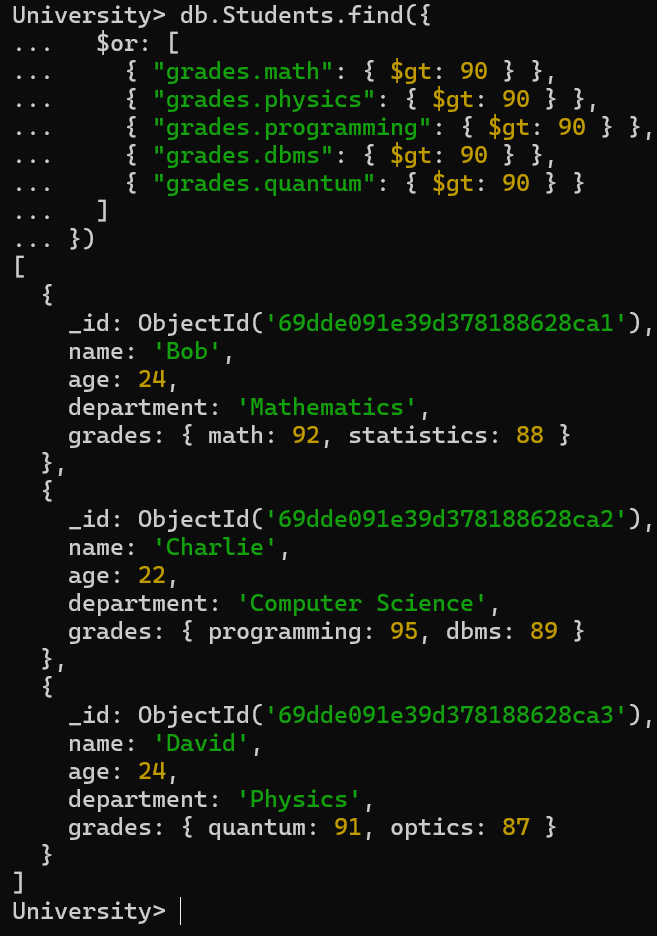 University> db.Students.find({
...   $or: [
...     { "grades.math": { $gt: 90 } },
...     { "grades.physics": { $gt: 90 } },
...     { "grades.programming": { $gt: 90 } },
...     { "grades.dbms": { $gt: 90 } },
...     { "grades.quantum": { $gt: 90 } }
...   ]
... })
[
  {
    _id: ObjectId('69dde091e39d378188628ca1'),
    name: 'Bob',
    age: 24,
    department: 'Mathematics',
    grades: { math: 92, statistics: 88 }
  },
  {
    _id: ObjectId('69dde091e39d378188628ca2'),
    name: 'Charlie',
    age: 22,
    department: 'Computer Science',
    grades: { programming: 95, dbms: 89 }
  },
  {
    _id: ObjectId('69dde091e39d378188628ca3'),
    name: 'David',
    age: 24,
    department: 'Physics',
    grades: { quantum: 91, optics: 87 }
  }
]
University>